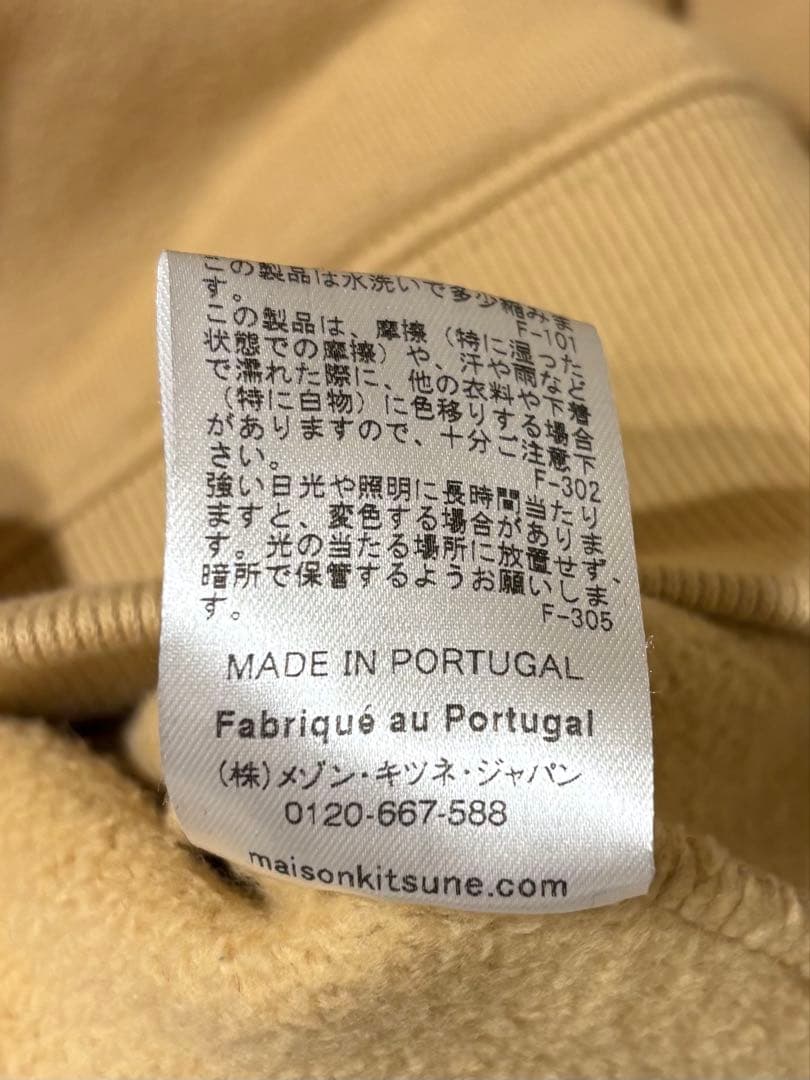 この製品は水洗いで多少縮みま
す。
F-101
この製品は、摩擦（特に湿った
状態での摩擦）や、汗や雨など
で濡れた際に、他の衣料や下着
（特に白物）に色移りする場合
がありますので、十分ご注意下
さい。
F-302
強い日光や照明に長時間当たり
ますと、変色する場合がありま
す。光の当たる場所に放置せず、
暗所で保管するようお願いしま
す。
F-305
MADE IN PORTUGAL
Fabriqué au Portugal
(株)メゾン・キツネ・ジャパン
0120-667-588
maisonkitsune.com